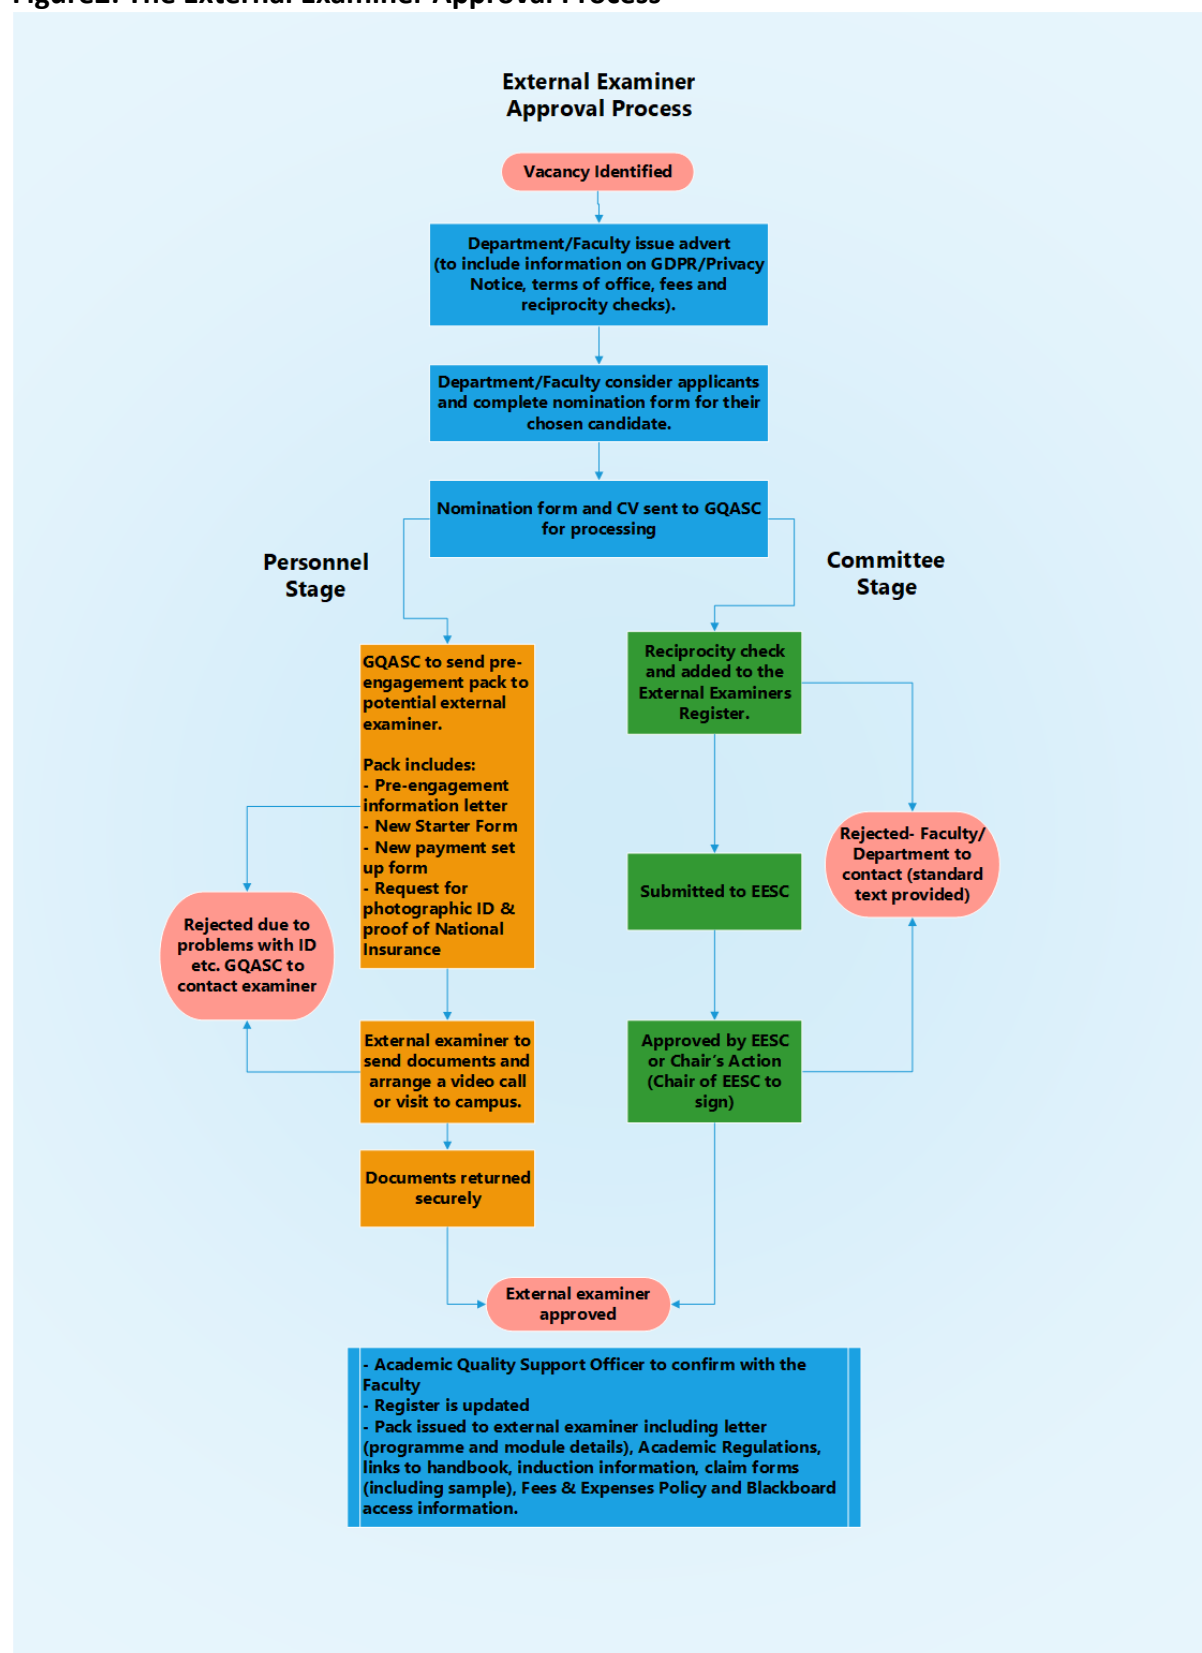 Figure2: The External Examiner Approval Process
External Examiner
Approval Process
Vacancy Identified
Department/Faculty issue advert
(to include information on GDPR/Privacy
Notice, terms of office, fees and
reciprocity checks).
Department/Faculty consider applicants
and complete nomination form for their
chosen candidate.
Nomination form and CV sent to GQASC
for processing
Personnel
Stage
Committee
Stage
GQASC to send pre-
engagement pack to
potential external
examiner.
Pack includes:
- Pre-engagement
information letter
- New Starter Form
- New payment set
up form
- Request for
photographic ID &
proof of National
Insurance
Reciprocity check
and added to the
External Examiners
Register.
Rejected- Faculty/
Department to
contact (standard
text provided)
Submitted to EESC
Rejected due to
problems with ID
etc. GQASC to
contact examiner
External examiner to
send documents and
arrange a video call
or visit to campus.
Approved by EESC
or Chair's Action
(Chair of EESC to
sign)
Documents returned
securely
External examiner
approved
- Academic Quality Support Officer to confirm with the
Faculty
- Register is updated
- Pack issued to external examiner including letter
(programme and module details), Academic Regulations,
links to handbook, induction information, claim forms
(including sample), Fees & Expenses Policy and Blackboard
access information.